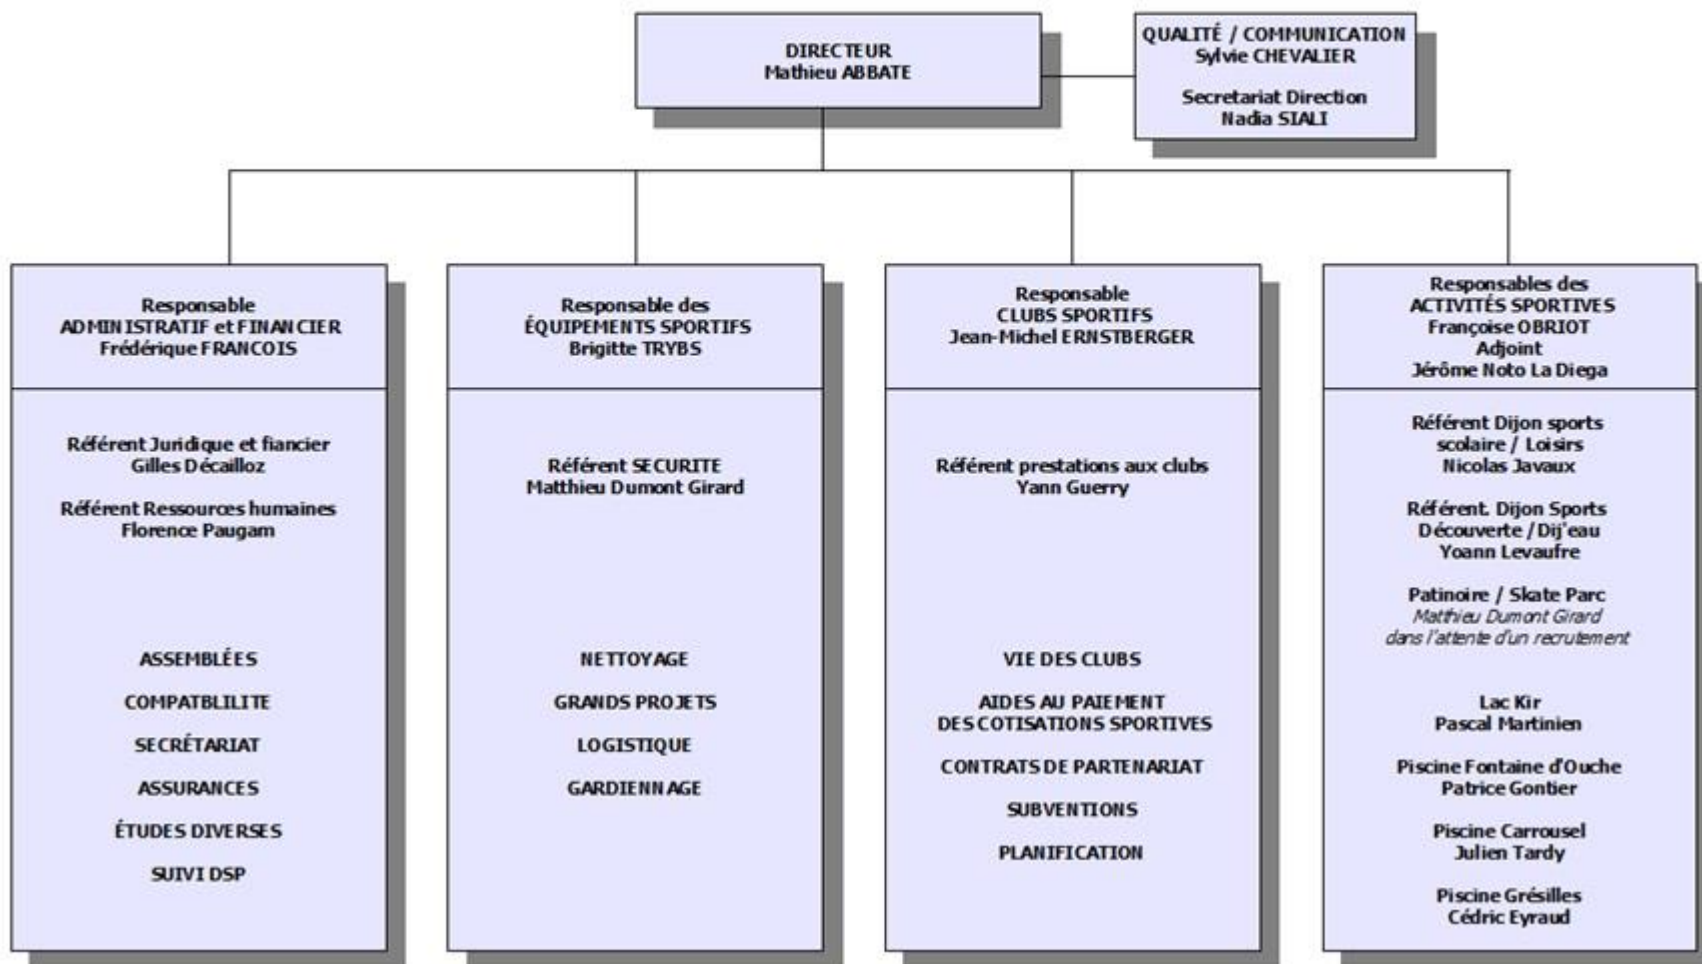 DIRECTEUR
Mathieu ABBATE
QUALITÉ / COMMUNICATION
Sylvie CHEVALIER
Secretariat Direction
Nadia SIALI
Responsable
ADMINISTRATIF et FINANCIER
Frédérique FRANCOIS
Référent Juridique et fiancier
Gilles Décailloz
Référent Ressources humaines
Florence Paugam
ASSEMBLÉES
COMPATBLILITE
SECRÉTARIAT
ASSURANCES
ÉTUDES DIVERSES
SUIVI DSP
Responsable des
ÉQUIPEMENTS SPORTIFS
Brigitte TRYBS
Référent SECURITE
Matthieu Dumont Girard
NETTOYAGE
GRANDS PROJETS
LOGISTIQUE
GARDIENNAGE
Responsable
CLUBS SPORTIFS
Jean-Michel ERNSTBERGER
Référent prestations aux clubs
Yann Guerry
VIE DES CLUBS
AIDES AU PAIEMENT
DES COTISATIONS SPORTIVES
CONTRATS DE PARTENARIAT
SUBVENTIONS
PLANIFICATION
Responsables des
ACTIVITÉS SPORTIVES
Françoise OBRIOT
Adjoint
Jérôme Noto La Diega
Référent Dijon sports
scolaire / Loisirs
Nicolas Javaux
Référent. Dijon Sports
Découverte /Dij'eau
Yoann Levaufre
Patinoire / Skate Parc
Matthieu Dumont Girard
dans l'attente d'un recrutement
Lac Kir
Pascal Martinien
Piscine Fontaine d'Ouche
Patrice Gontier
Piscine Carrousel
Julien Tardy
Piscine Grésilles
Cédric Eyraud